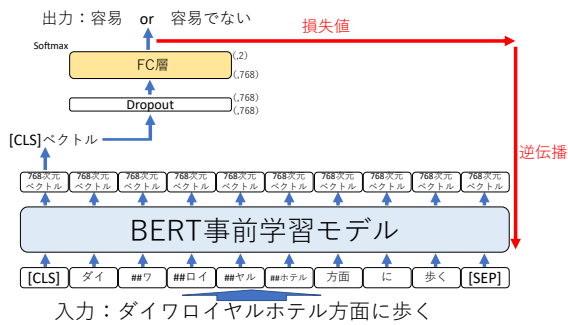 出力：容易 or 容易でない
損失値
Softmax
FC層
(,2)
(,768)
Dropout
(,768)
(,768)
[CLS]ベクトル
逆伝播
768次元 768次元 768次元 768次元 768次元 768次元 768次元 768次元 768次元 768次元
ベクトル ベクトル ベクトル ベクトル ベクトル ベクトル ベクトル ベクトル ベクトル ベクトル
BERT事前学習モデル
[CLS] ダイ ##ワ ##ロイ ##ヤル ##ホテル 方面 に 歩く [SEP]
入力：ダイワロイヤルホテル方面に歩く